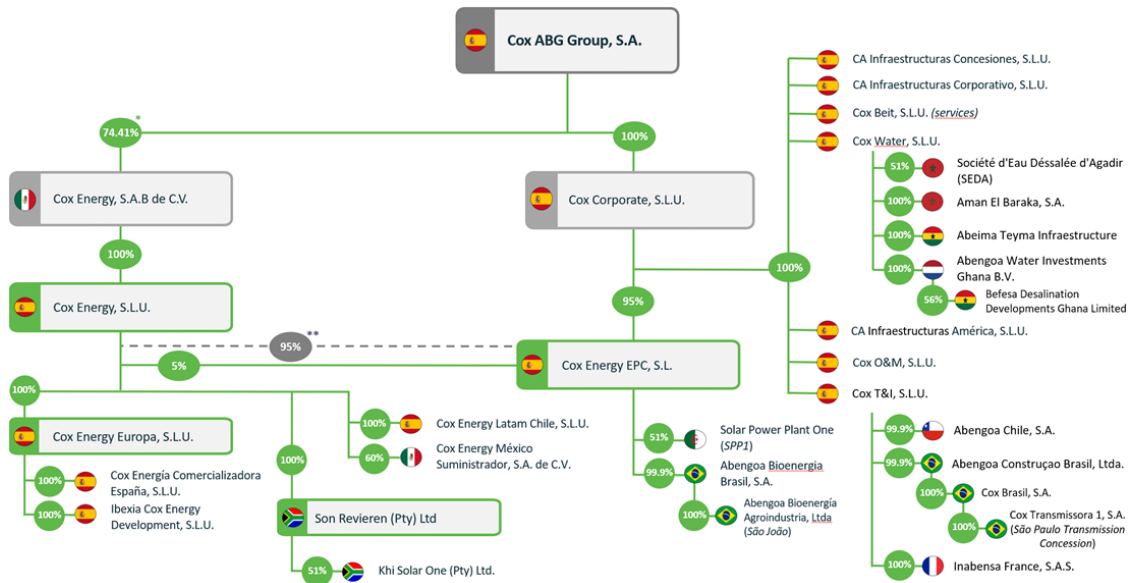 Cox ABG Group, S.A.
74.41%
*
100%
Cox Energy, S.A.B de C.V.
Cox Corporate, S.L.U.
100%
Cox Energy, S.L.U.
95%
**
95%
5%
Cox Energy EPC, S.L.
100%
Cox Energy Europa, S.L.U.
100%
Cox Energía Comercializadora
España, S.L.U.
100%
Ibexia Cox Energy
Development, S.L.U.
100%
Son Revieren (Pty) Ltd
51%
Khi Solar One (Pty) Ltd.
100%
Cox Energy Latam Chile, S.L.U.
60%
Cox Energy México
Suministrador, S.A. de C.V.
51%
Solar Power Plant One
(SPP1)
99.9%
Abengoa Bioenergia
Brasil, S.A.
100%
Abengoa Bioenergía
Agroindustria, Ltda
(São João)
100%
CA Infraestructuras Concesiones, S.L.U.
CA Infraestructuras Corporativo, S.L.U.
Cox Beit, S.L.U. (services)
Cox Water, S.L.U.
51%
Société d'Eau Déssalée d'Agadir
(SEDA)
100%
Aman El Baraka, S.A.
100%
Abeima Teyma Infraestructure
100%
Abengoa Water Investments
Ghana B.V.
56%
Befesa Desalination
Developments Ghana Limited
CA Infraestructuras América, S.L.U.
Cox O&M, S.L.U.
Cox T&I, S.L.U.
99.9%
Abengoa Chile, S.A.
99.9%
Abengoa Construçao Brasil, Ltda.
100%
Cox Brasil, S.A.
100%
Cox Transmissora 1, S.A.
(São Paulo Transmission
Concession)
100%
Inabensa France, S.A.S.